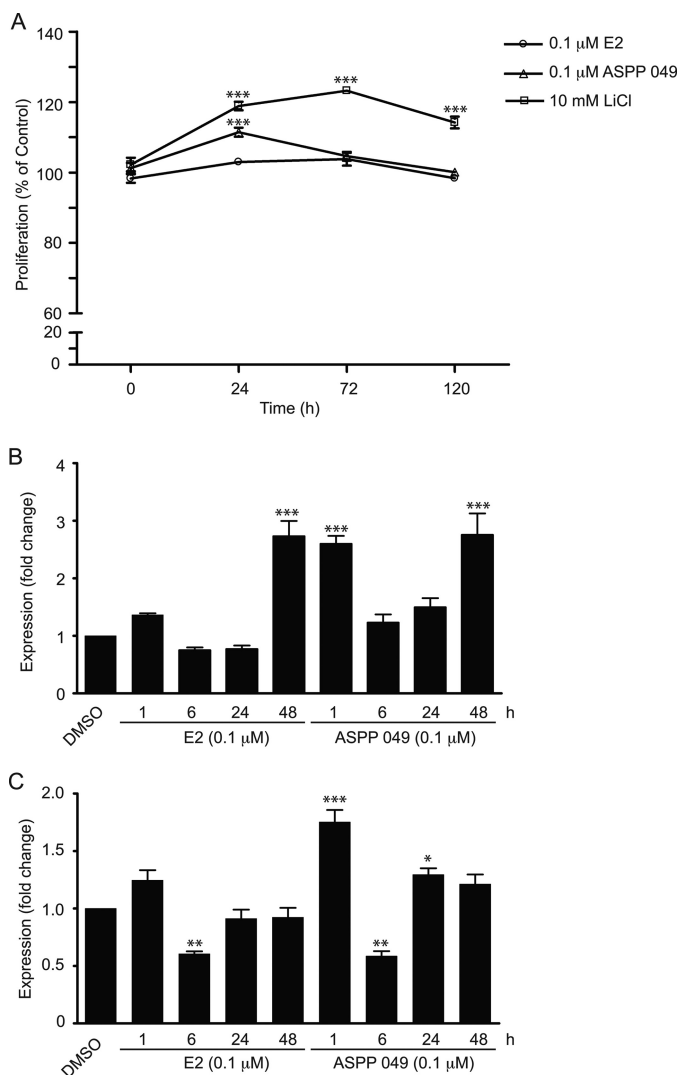 A
140
120
100
80
60
20
0
Proliferation (% of Control)
***
***
***
***
0 24 72 120
Time (h)
0.1 μM E2
0.1 μM ASPP 049
10 mM LiCl
B
4
3
2
1
0
Expression (fold change)
*** *** ***
DMSO 1 6 24 48 1 6 24 48 h
E2 (0.1 μM) ASPP 049 (0.1 μM)
C
2.0
1.5
1.0
0.5
0
Expression (fold change)
** *** ** *
DMSO 1 6 24 48 1 6 24 48 h
E2 (0.1 μM) ASPP 049 (0.1 μM)